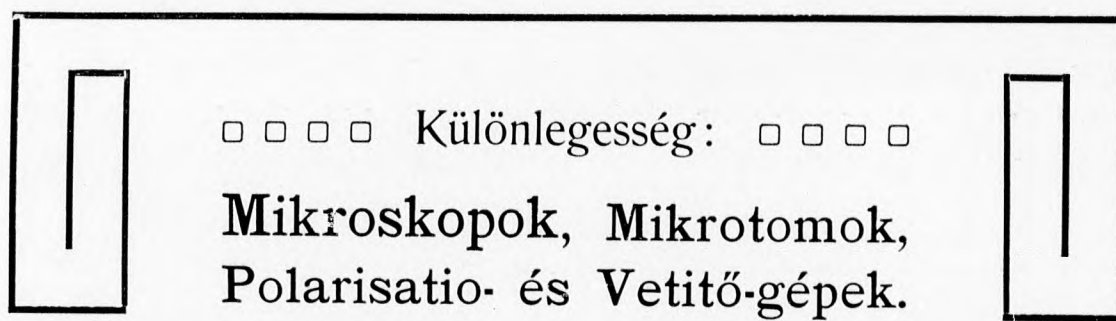 ▢ ▢ ▢ ▢ Különlegesség: ▢ ▢ ▢ ▢
Mikroskopok, Mikrotomok,
Polarisatio- és Vetitő-gépek.